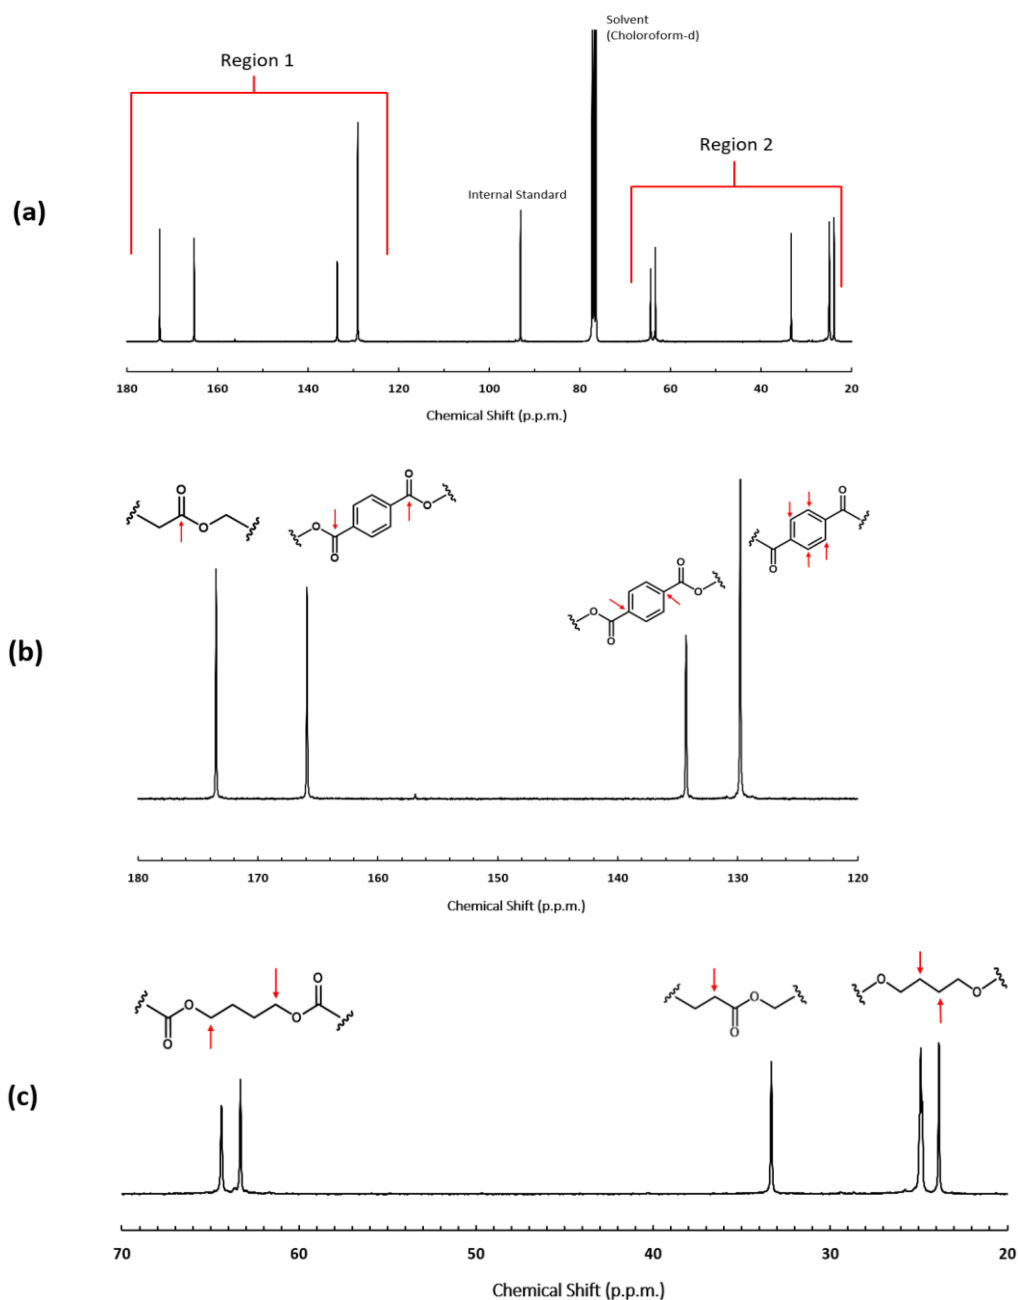 Solvent
(Choloroform-d)
Region 1
Region 2
Internal Standard
(a)
180 160 140 120 100 80 60 40 20
Chemical Shift (p.p.m.)
O
O
O
O
O
O
O
O
O
O
O
O
(b)
180 170 160 150 140 130 120
Chemical Shift (p.p.m.)
O
O
O
O
O
O
O
O
(c)
70 60 50 40 30 20
Chemical Shift (p.p.m.)